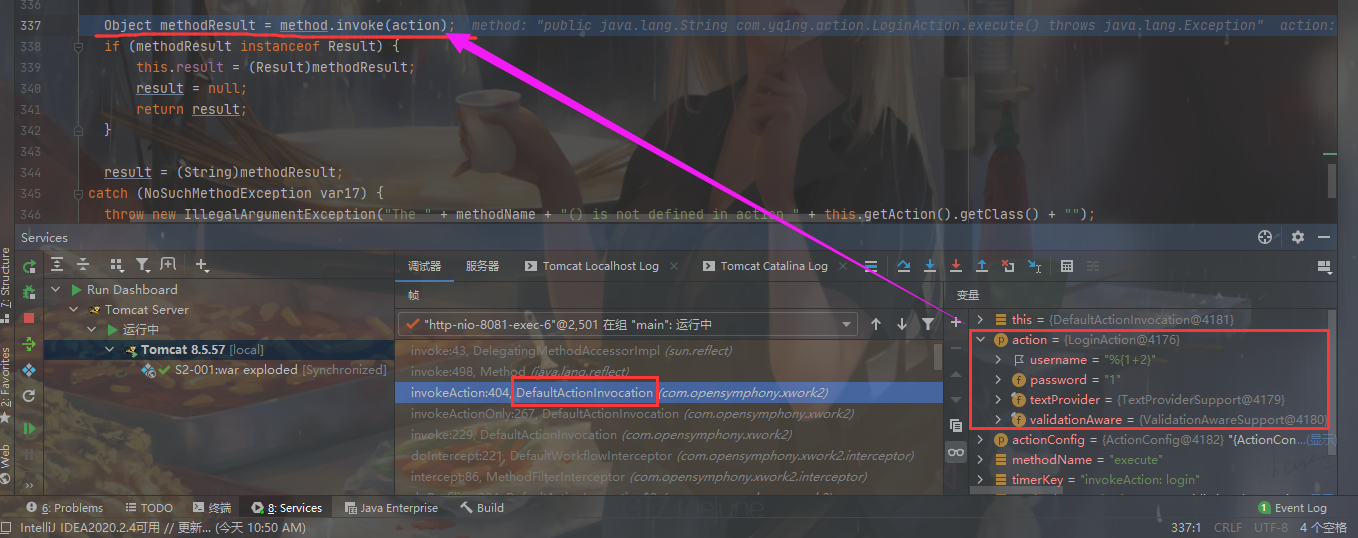 336
337 Object methodResult = method.invoke(action); method: "public java.lang.String com.yq1ng.action.LoginAction.execute() throws java.lang.Exception" action:
338 if (methodResult instanceof Result) {
339 this.result = (Result)methodResult;
340 result = null;
341 return result;
342 }
343
344 result = (String)methodResult;
345 catch (NoSuchMethodException var17) {
346 throw new IllegalArgumentException("The " + methodName + "() is not defined in action " + this.getAction().getClass() + "");
Services
7: Structure
2: Favorites
Web
Run Dashboard
Tomcat Server
运行中
Tomcat 8.5.57 [local]
S2-001:war exploded [Synchronized]
调试器 服务器 Tomcat Localhost Log Tomcat Catalina Log
帧
"http-nio-8081-exec-6"@2,501 在组 "main": 运行中
invoke:43, DelegatingMethodAccessorImpl (sun.reflect)
invoke:498, Method (java.lang.reflect)
invokeAction:404, DefaultActionInvocation (com.opensymphony.xwork2)
invokeActionOnly:267, DefaultActionInvocation (com.opensymphony.xwork2)
invoke:229, DefaultActionInvocation (com.opensymphony.xwork2)
doIntercept:221, DefaultWorkflowInterceptor (com.opensymphony.xwork2.interceptor)
intercept:86, MethodFilterInterceptor (com.opensymphony.xwork2.interceptor)
变量
this = {DefaultActionInvocation@4181}
action = {LoginAction@4176}
username = "%{1+2}"
password = "1"
textProvider = {TextProviderSupport@4179}
validationAware = {ValidationAwareSupport@4180}
actionConfig = {ActionConfig@4182} "{ActionCon...(显示)
methodName = "execute"
timerKey = "invokeAction: login"
6: Problems TODO 终端 8: Services Java Enterprise Build 1 Event Log
IntelliJ IDEA2020.2.4可用 // 更新... (今天 10:50 AM) 337:1 CRLF UTF-8 4 个空格